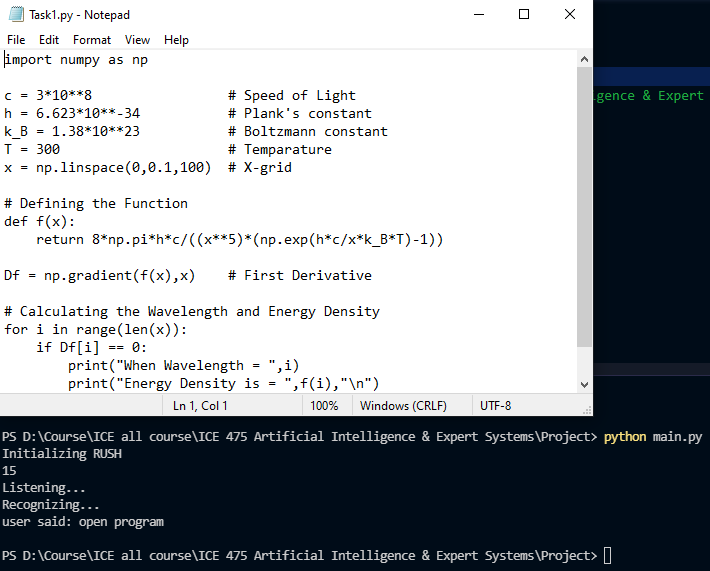 Task1.py - Notepad
File Edit Format View Help
import numpy as np
c = 3*10**8 # Speed of Light
h = 6.623*10**-34 # Plank's constant
k_B = 1.38*10**23 # Boltzmann constant
T = 300 # Temparature
x = np.linspace(0,0.1,100) # X-grid
# Defining the Function
def f(x):
    return 8*np.pi*h*c/((x**5)*(np.exp(h*c/x*k_B*T)-1))
Df = np.gradient(f(x),x) # First Derivative
# Calculating the Wavelength and Energy Density
for i in range(len(x)):
    if Df[i] == 0:
        print("When Wavelength = ",i)
        print("Energy Density is = ",f(i),"\n")
Ln 1, Col 1 100% Windows (CRLF) UTF-8
gence & Expert
PS D:\Course\ICE all course\ICE 475 Artificial Intelligence & Expert Systems\Project> python main.py
Initializing RUSH
15
Listening...
Recognizing...
user said: open program
PS D:\Course\ICE all course\ICE 475 Artificial Intelligence & Expert Systems\Project>